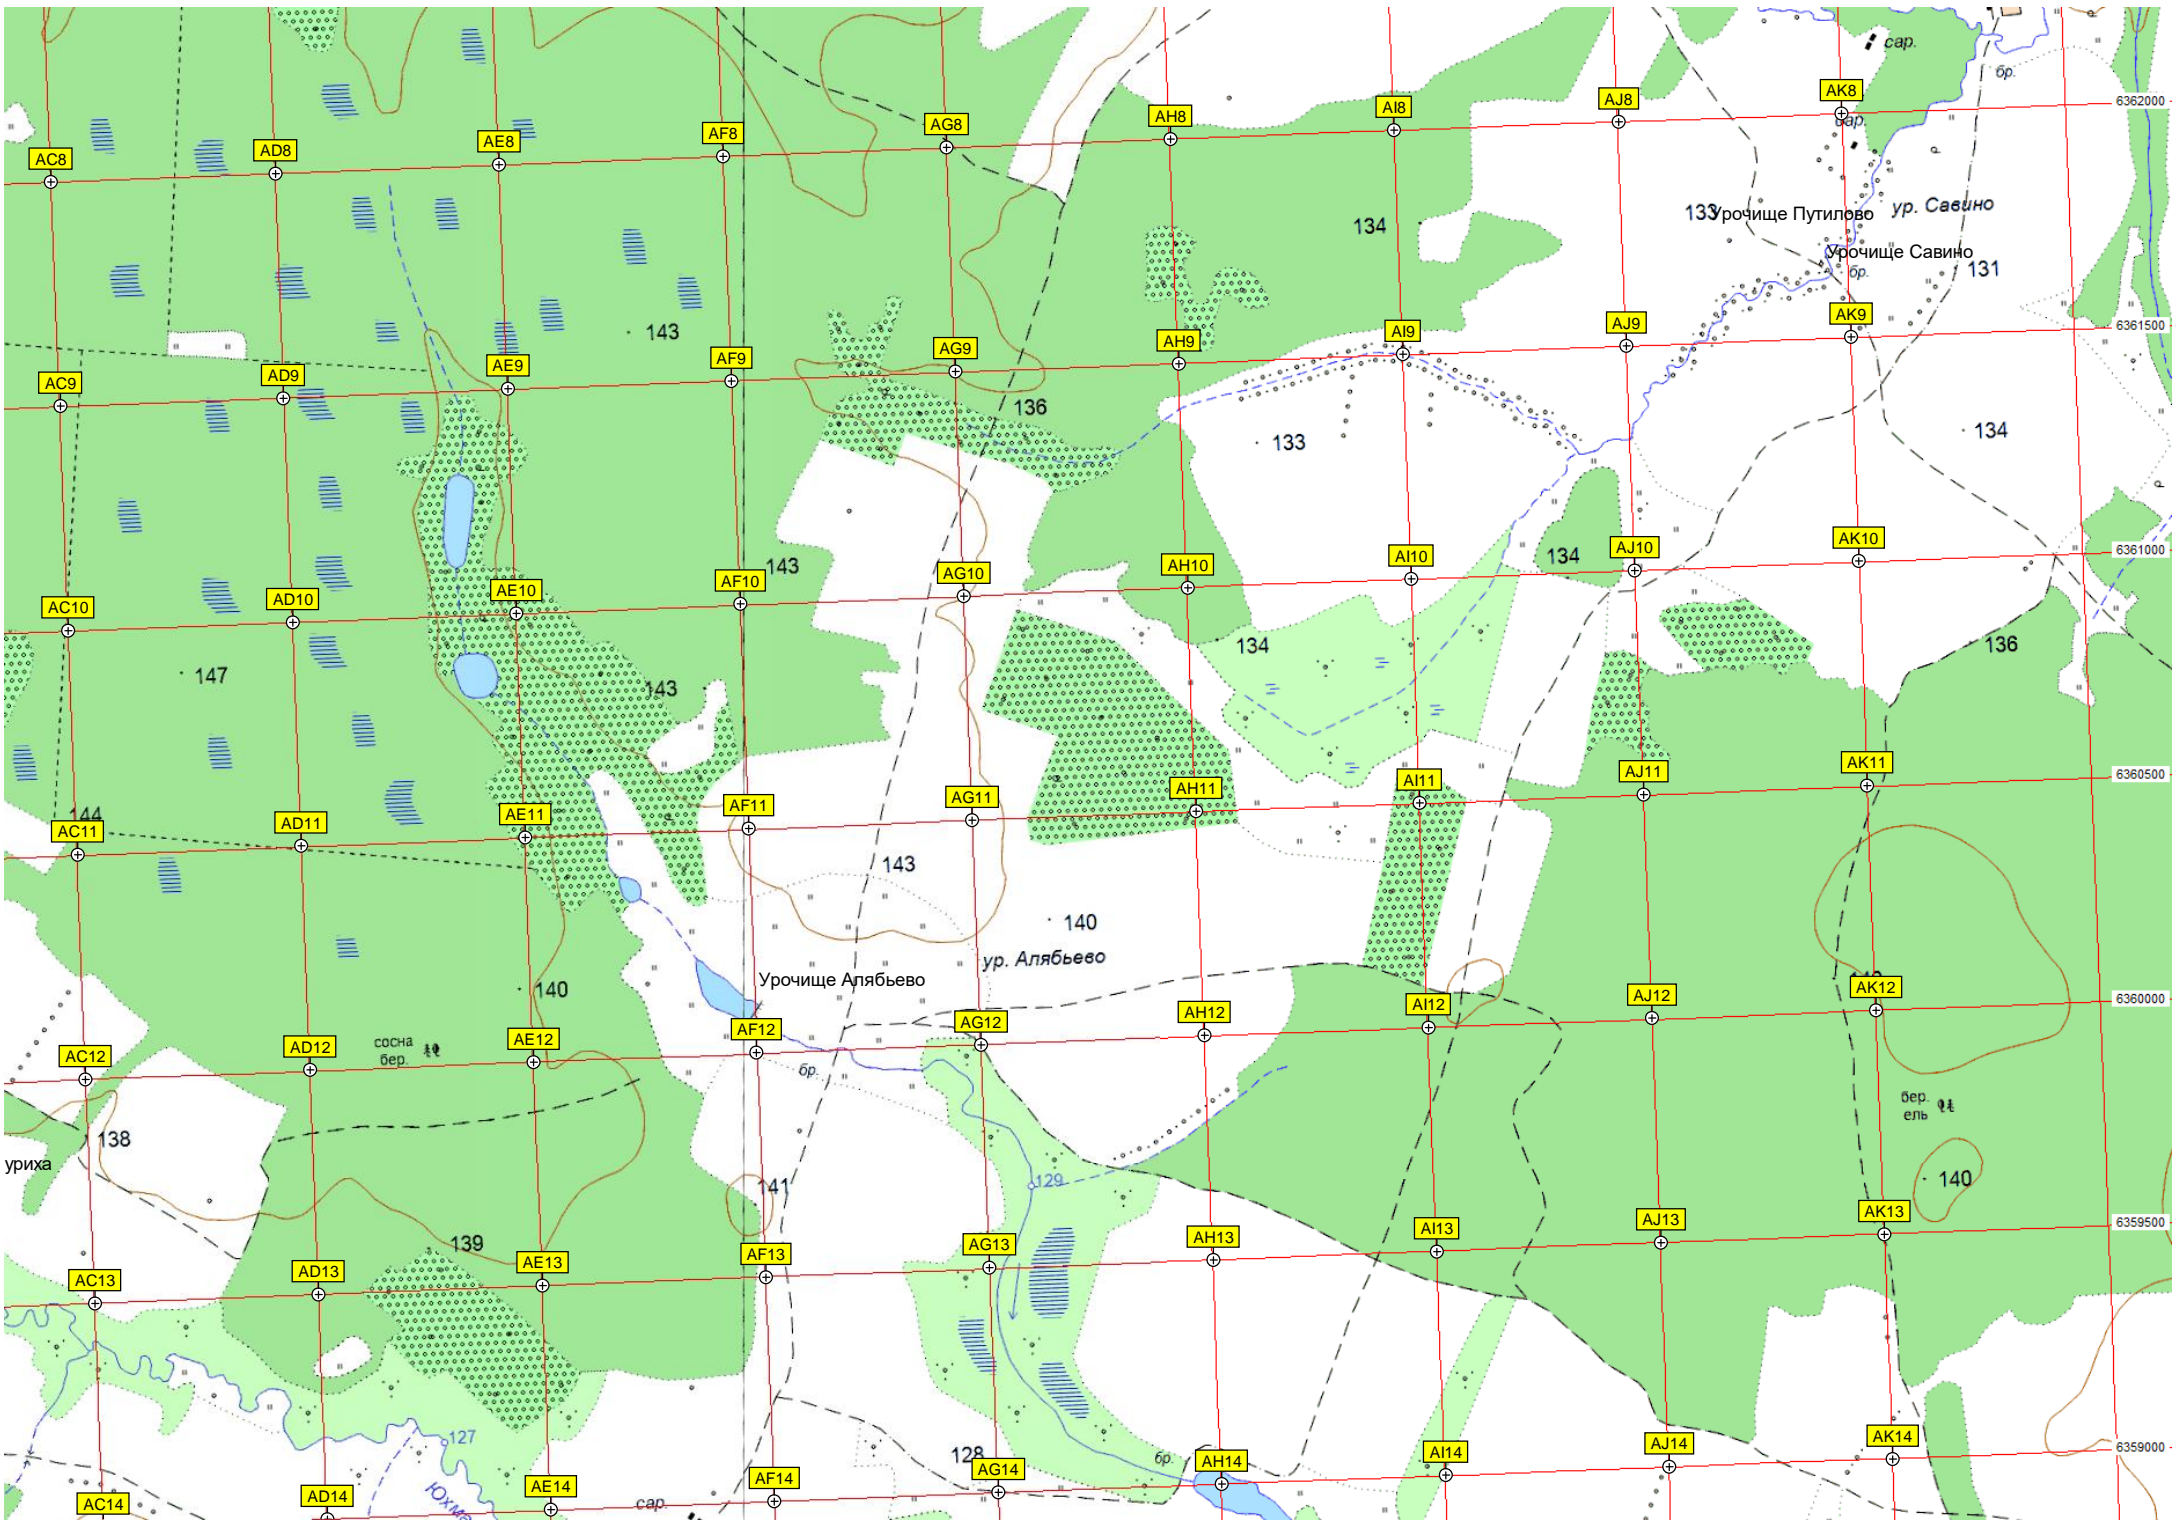 сар.
бр.
AK8
6362000
AJ8
AI8
AH8
AG8
AF8
AE8
AD8
AC8
ур. Савино
133
Урочище Путилово
134
Урочище Савино
131
бр.
AK9
6361500
AJ9
AI9
AH9
AG9
AF9
AE9
AD9
AC9
143
136
133
134
AK10
6361000
AJ10
134
AI10
AH10
143
AG10
AF10
AE10
AD10
AC10
134
136
147
143
AK11
6360500
AJ11
AI11
AH11
AG11
AF11
AE11
AD11
144
AC11
143
140
ур. Алябьево
Урочище Алябьево
140
AK12
6360000
AJ12
AI12
AH12
AG12
AF12
AE12
AD12
AC12
сосна
бер.
бр.
бер.
ель
138
уриха
129
140
141
AK13
6359500
AJ13
AI13
AH13
AG13
AF13
AE13
AD13
AC13
139
127
128
бр.
AK14
6359000
AJ14
AI14
AH14
AG14
AF14
AE14
AD14
AC14
сар.